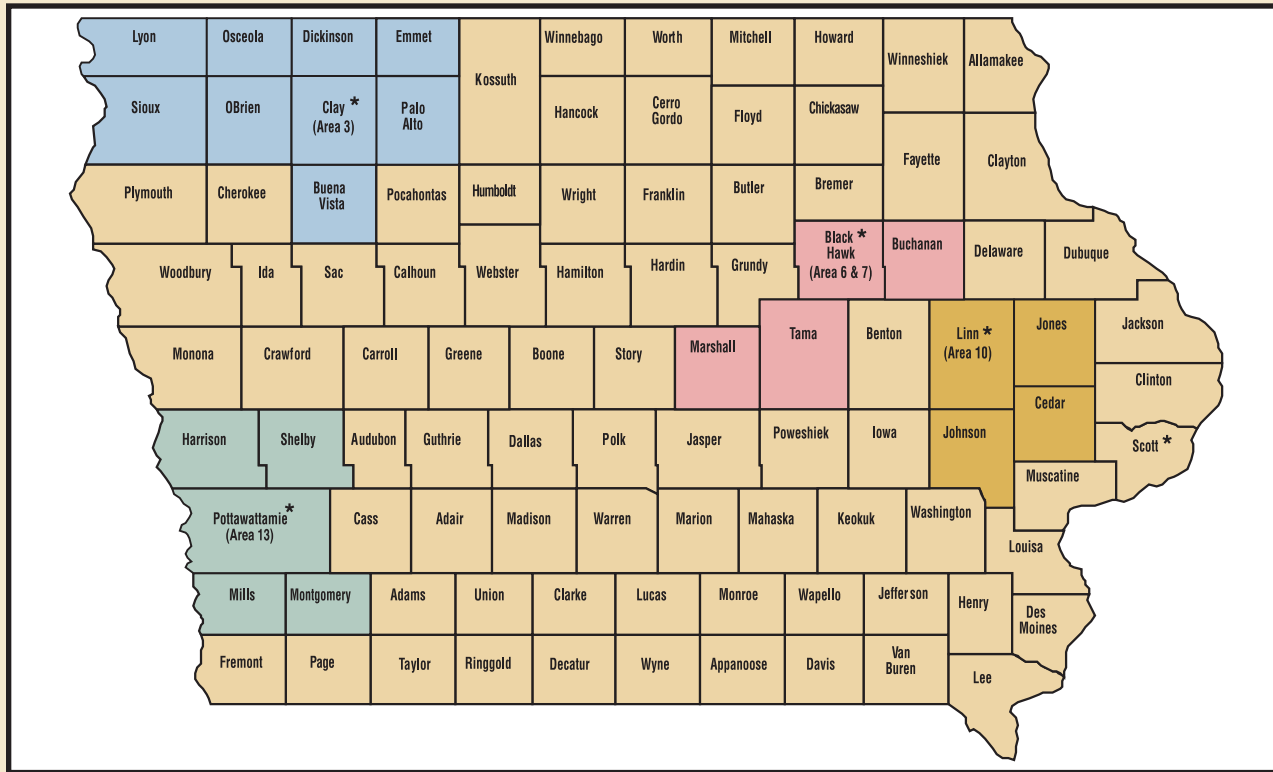 Lyon
Osceola
Dickinson
Emmet
Kossuth
Winnebago
Worth
Mitchell
Howard
Winneshiek
Allamakee
Sioux
OBrien
Clay *
(Area 3)
Palo
Alto
Hancock
Cerro
Gordo
Floyd
Chickasaw
Fayette
Clayton
Plymouth
Cherokee
Buena
Vista
Pocahontas
Humboldt
Wright
Franklin
Butler
Bremer
Woodbury
Ida
Sac
Calhoun
Webster
Hamilton
Hardin
Grundy
Black *
Hawk
(Area 6 & 7)
Buchanan
Delaware
Dubuque
Monona
Crawford
Carroll
Greene
Boone
Story
Marshall
Tama
Benton
Linn *
(Area 10)
Jones
Jackson
Clinton
Cedar
Harrison
Shelby
Audubon
Guthrie
Dallas
Polk
Jasper
Poweshiek
Iowa
Johnson
Scott *
Muscatine
Pottawattamie *
(Area 13)
Cass
Adair
Madison
Warren
Marion
Mahaska
Keokuk
Washington
Louisa
Mills
Montgomery
Adams
Union
Clarke
Lucas
Monroe
Wapello
Jefferson
Henry
Des
Moines
Fremont
Page
Taylor
Ringgold
Decatur
Wyne
Appanoose
Davis
Van
Buren
Lee